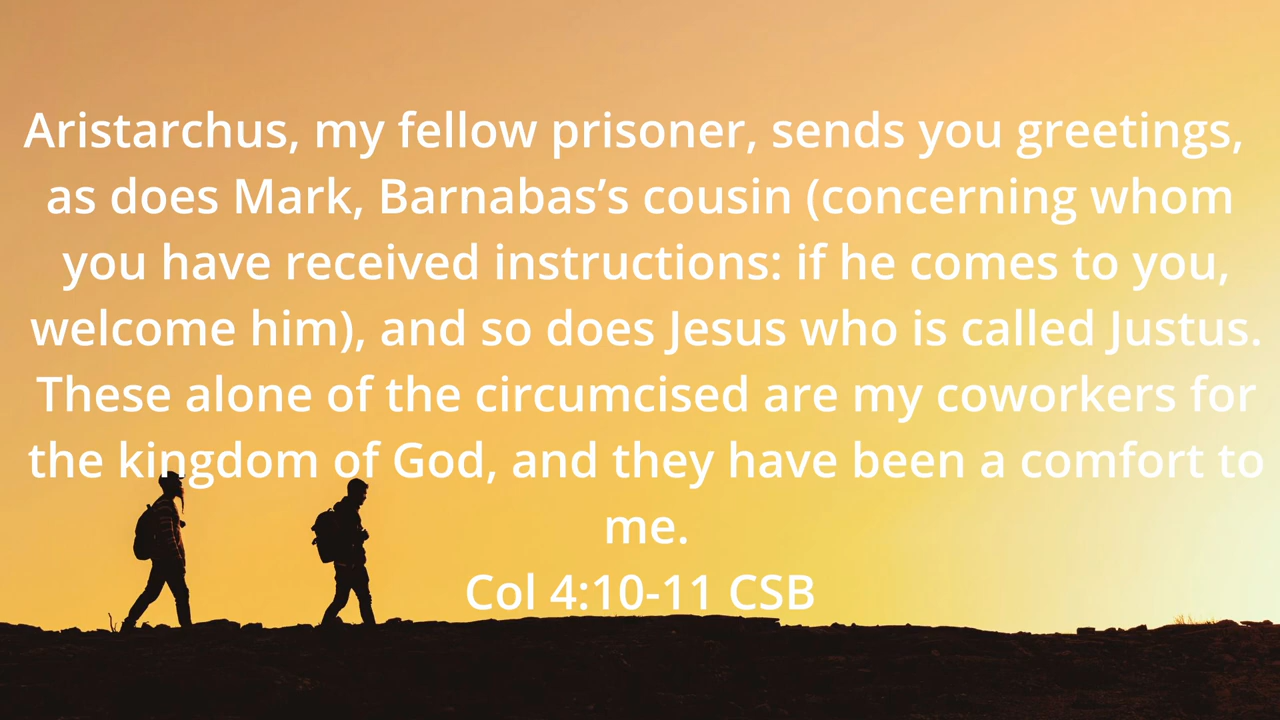 Aristarchus, my fellow prisoner, sends you greetings,
as does Mark, Barnabas’s cousin (concerning whom
you have received instructions: if he comes to you,
welcome him), and so does Jesus who is called Justus.
These alone of the circumcised are my coworkers for
the kingdom of God, and they have been a comfort to
me.
Col 4:10-11 CSB